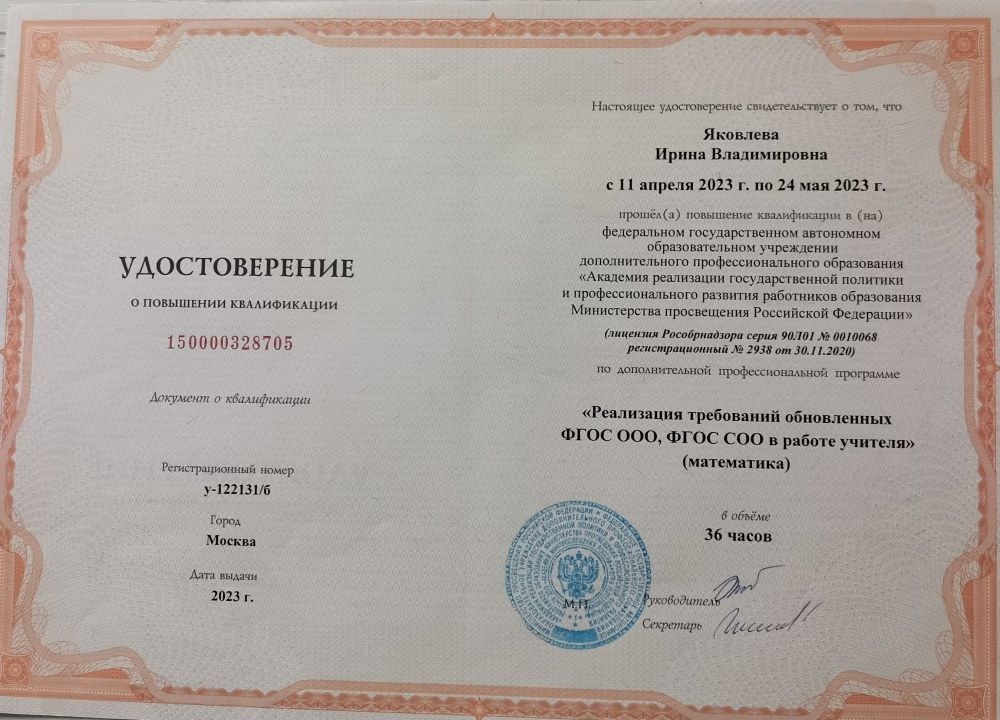 УДОСТОВЕРЕНИЕ
О ПОВЫШЕНИИ КВАЛИФИКАЦИИ
150000328705
Документ о квалификации
Регистрационный номер
у-122131/б
Город
Москва
Дата выдачи
2023 г.
Настоящее удостоверение свидетельствует о том, что
Яковлева
Ирина Владимировна
с 11 апреля 2023 г. по 24 мая 2023 г.
прошёл(а) повышение квалификации в (на)
федеральном государственном автономном
образовательном учреждении
дополнительного профессионального образования
«Академия реализации государственной политики
и профессионального развития работников образования
Министерства просвещения Российской Федерации»
(лицензия Рособрнадзора серия 90Л01 № 0010068
регистрационный № 2938 от 30.11.2020)
по дополнительной профессиональной программе
«Реализация требований обновленных
ФГОС ООО, ФГОС СОО в работе учителя»
(математика)
в объёме
36 часов
М.П.
Руководитель
Секретарь